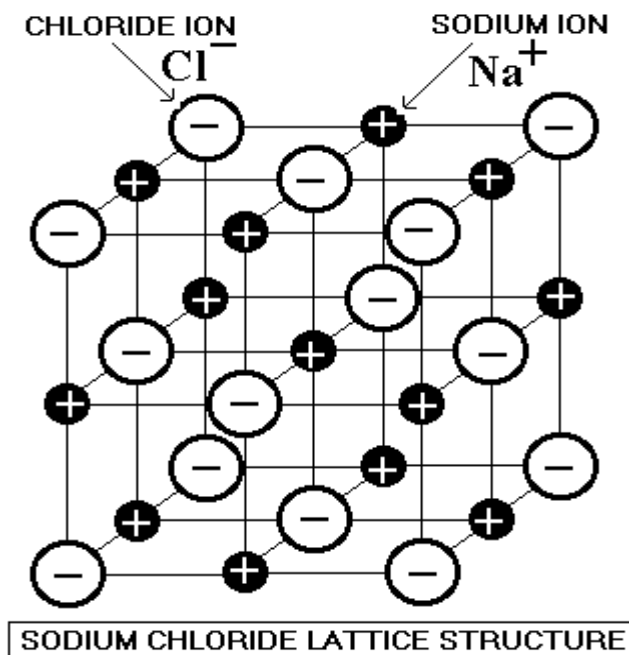 CHLORIDE ION
SODIUM ION
Cl⁻
Na⁺
SODIUM CHLORIDE LATTICE STRUCTURE